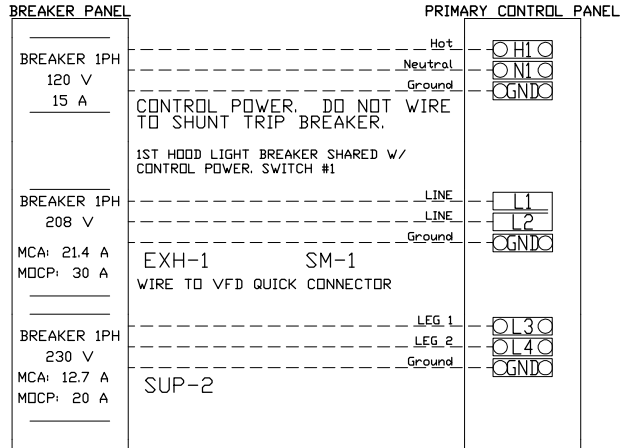 BREAKER PANEL
PRIMARY CONTROL PANEL
BREAKER 1PH
120 V
15 A
Hot
H1
Neutral
N1
Ground
GND
CONTROL POWER. DO NOT WIRE
TO SHUNT TRIP BREAKER.
1ST HOOD LIGHT BREAKER SHARED W/
CONTROL POWER. SWITCH #1
BREAKER 1PH
208 V
MCA: 21.4 A
MOCP: 30 A
LINE
L1
LINE
L2
Ground
GND
EXH-1 SM-1
WIRE TO VFD QUICK CONNECTOR
BREAKER 1PH
230 V
MCA: 12.7 A
MOCP: 20 A
LEG 1
L3
LEG 2
L4
Ground
GND
SUP-2